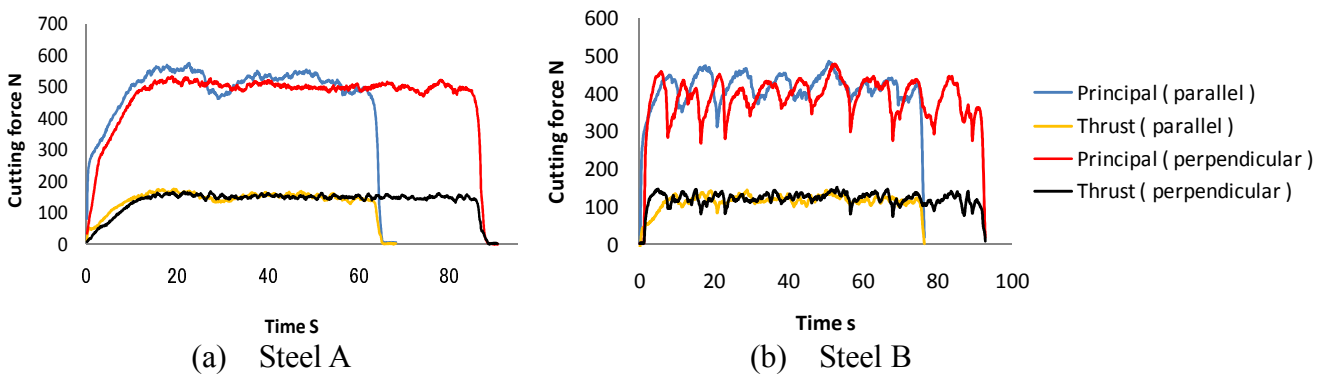 700
600
500
400
300
200
100
0
Cutting force N
0 20 40 60 80
Time S
(a) Steel A
600
500
400
300
200
100
0
Cutting force N
0 20 40 60 80 100
Time s
(b) Steel B
Principal ( parallel )
Thrust ( parallel )
Principal ( perpendicular )
Thrust ( perpendicular )